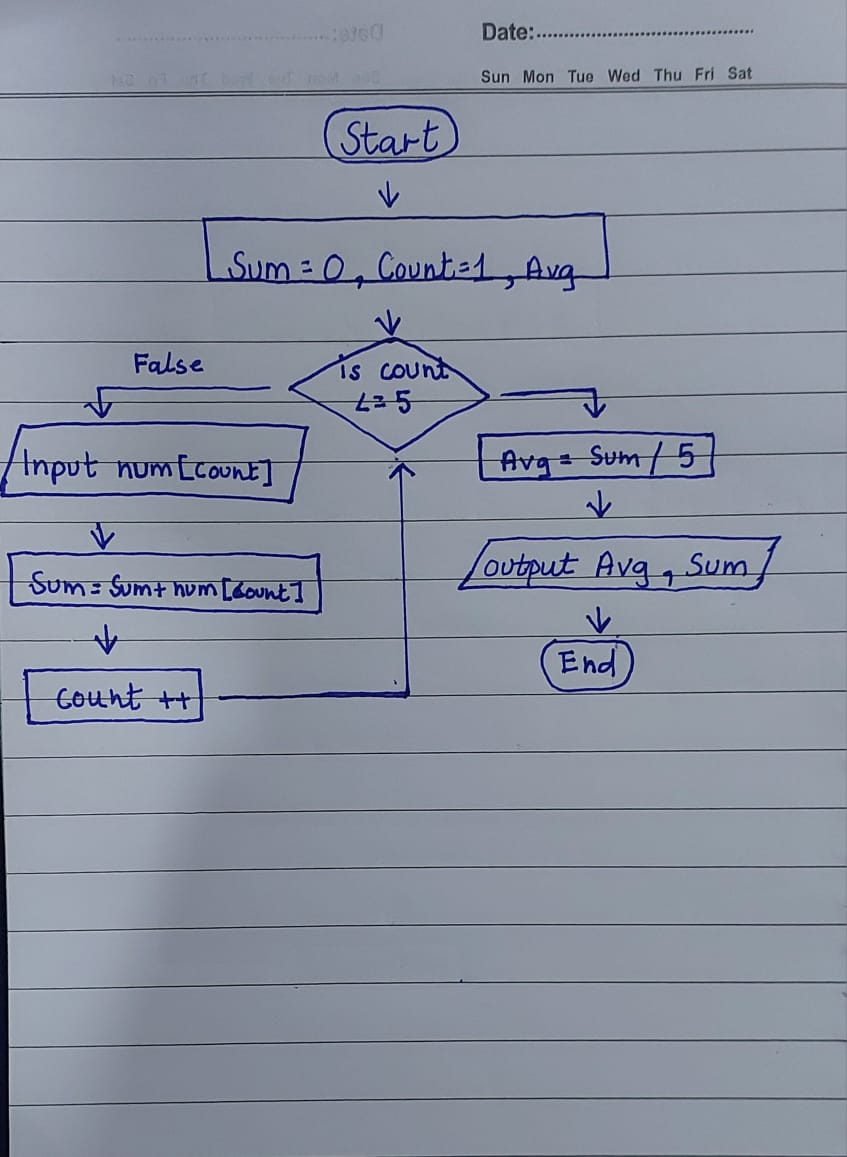 Date:
Sun Mon Tue Wed Thu Fri Sat
Start
Sum = 0, Count=1, Avg
is count
<= 5
False
Input num[count]
Sum = Sum + num[count]
count ++
Avg = Sum / 5
output Avg, Sum
End